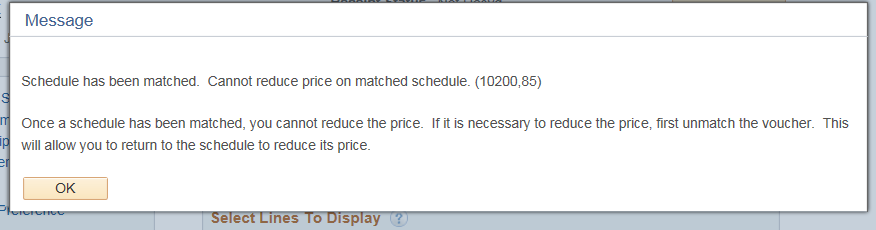 Message
Schedule has been matched.  Cannot reduce price on matched schedule. (10200,85)
Once a schedule has been matched, you cannot reduce the price.  If it is necessary to reduce the price, first unmatch the voucher.  This
will allow you to return to the schedule to reduce its price.
OK
Preference
Select Lines To Display ?